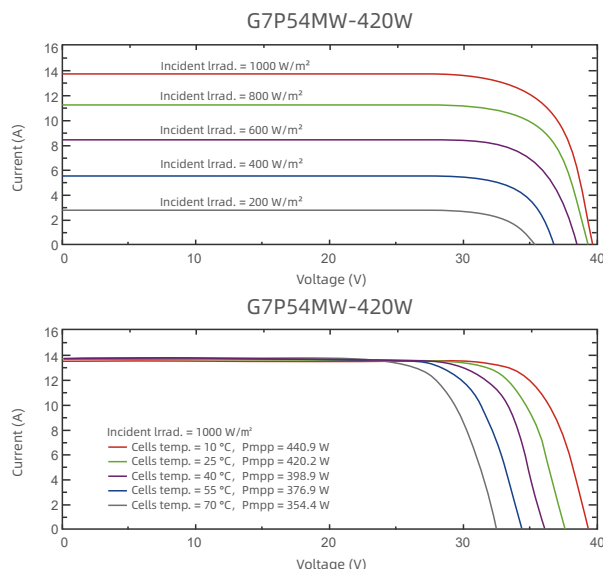 G7P54MW-420W
16
14
12
10
8
6
4
2
0
Current (A)
Incident lrrad. = 1000 W/m²
Incident lrrad. = 800 W/m²
Incident lrrad. = 600 W/m²
Incident lrrad. = 400 W/m²
Incident lrrad. = 200 W/m²
0 10 20 30 40
Voltage (V)
G7P54MW-420W
16
14
12
10
8
6
4
2
0
Current (A)
Incident lrrad. = 1000 W/m²
Cells temp. = 10 °C, Pmpp = 440.9 W
Cells temp. = 25 °C, Pmpp = 420.2 W
Cells temp. = 40 °C, Pmpp = 398.9 W
Cells temp. = 55 °C, Pmpp = 376.9 W
Cells temp. = 70 °C, Pmpp = 354.4 W
0 10 20 30 40
Voltage (V)